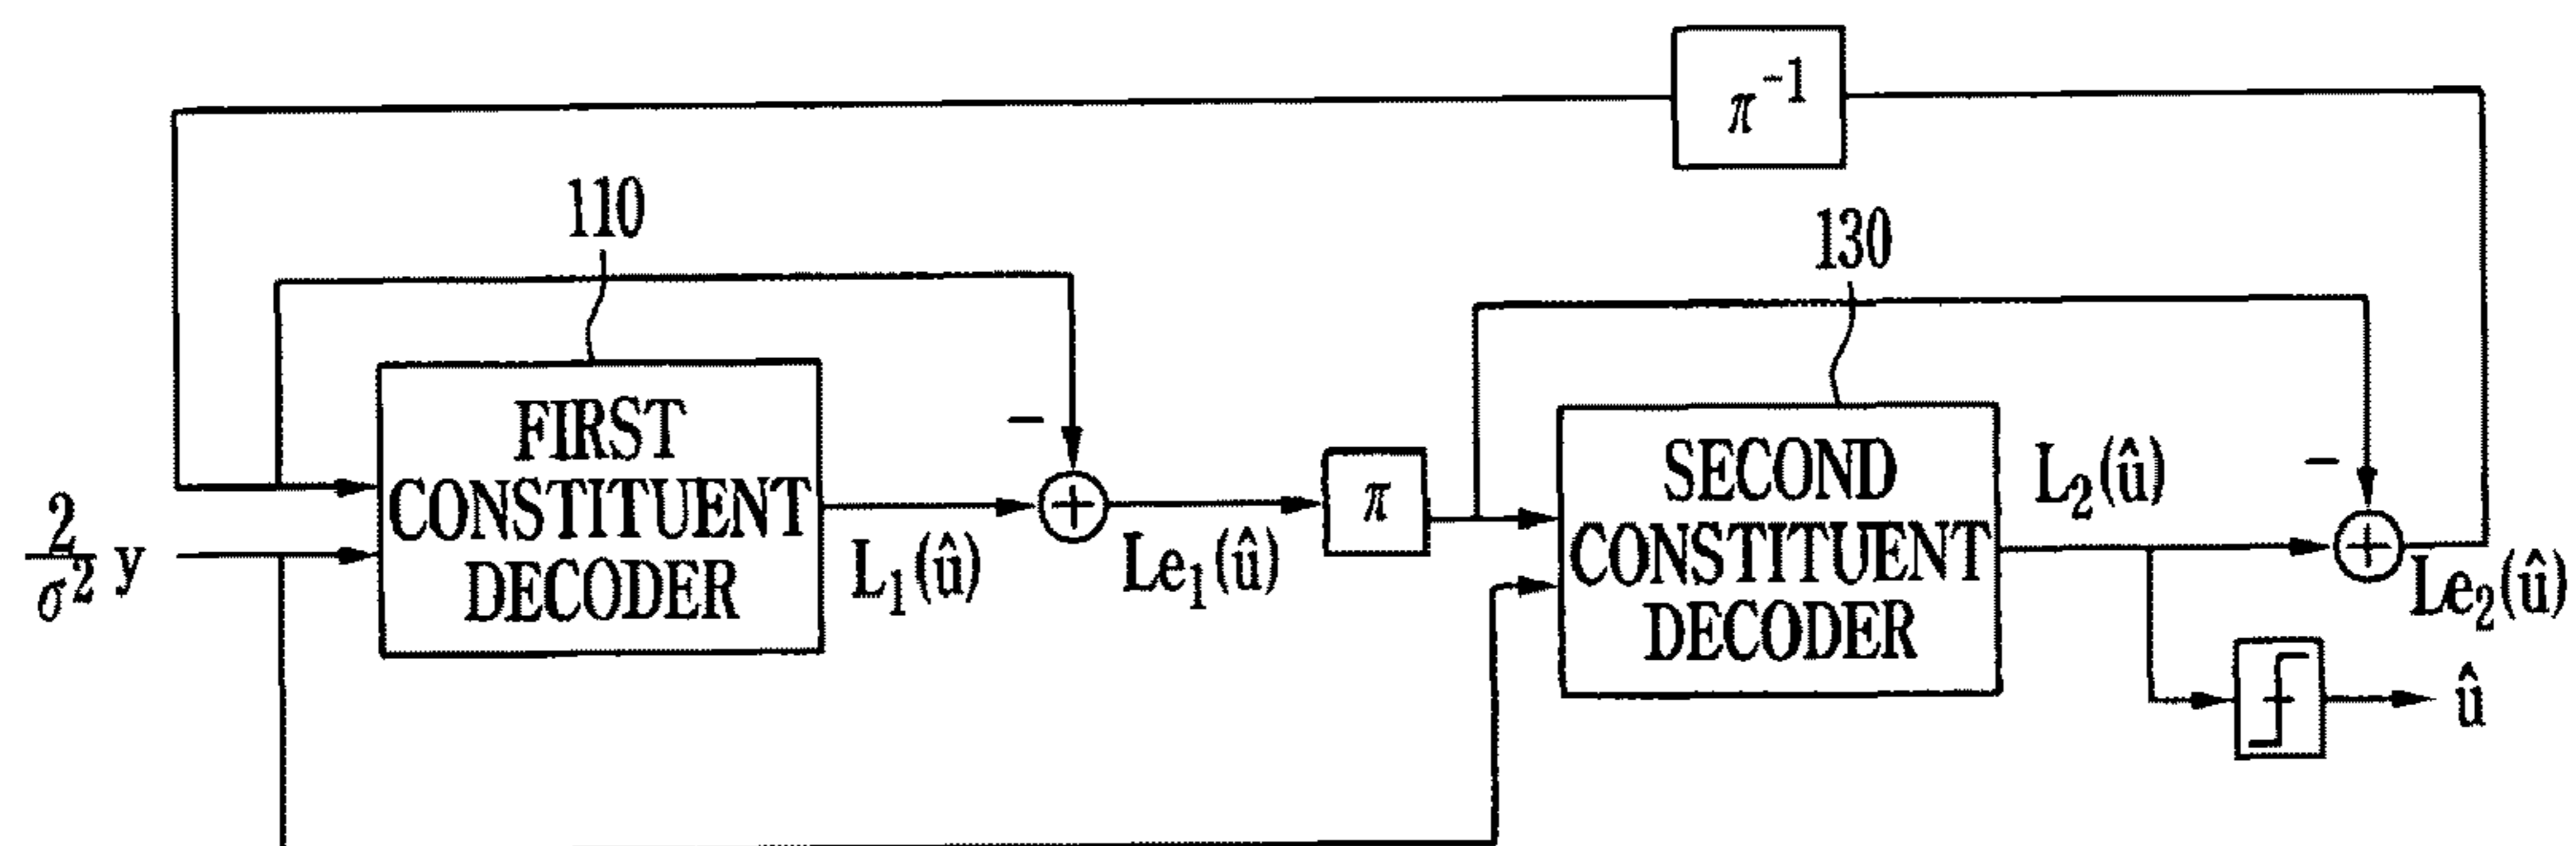 π⁻¹
110
130
FIRST
CONSTITUENT
DECODER
2/σ² y
−
L₁(û)
Le₁(û)
π
SECOND
CONSTITUENT
DECODER
L₂(û)
−
Le₂(û)
û